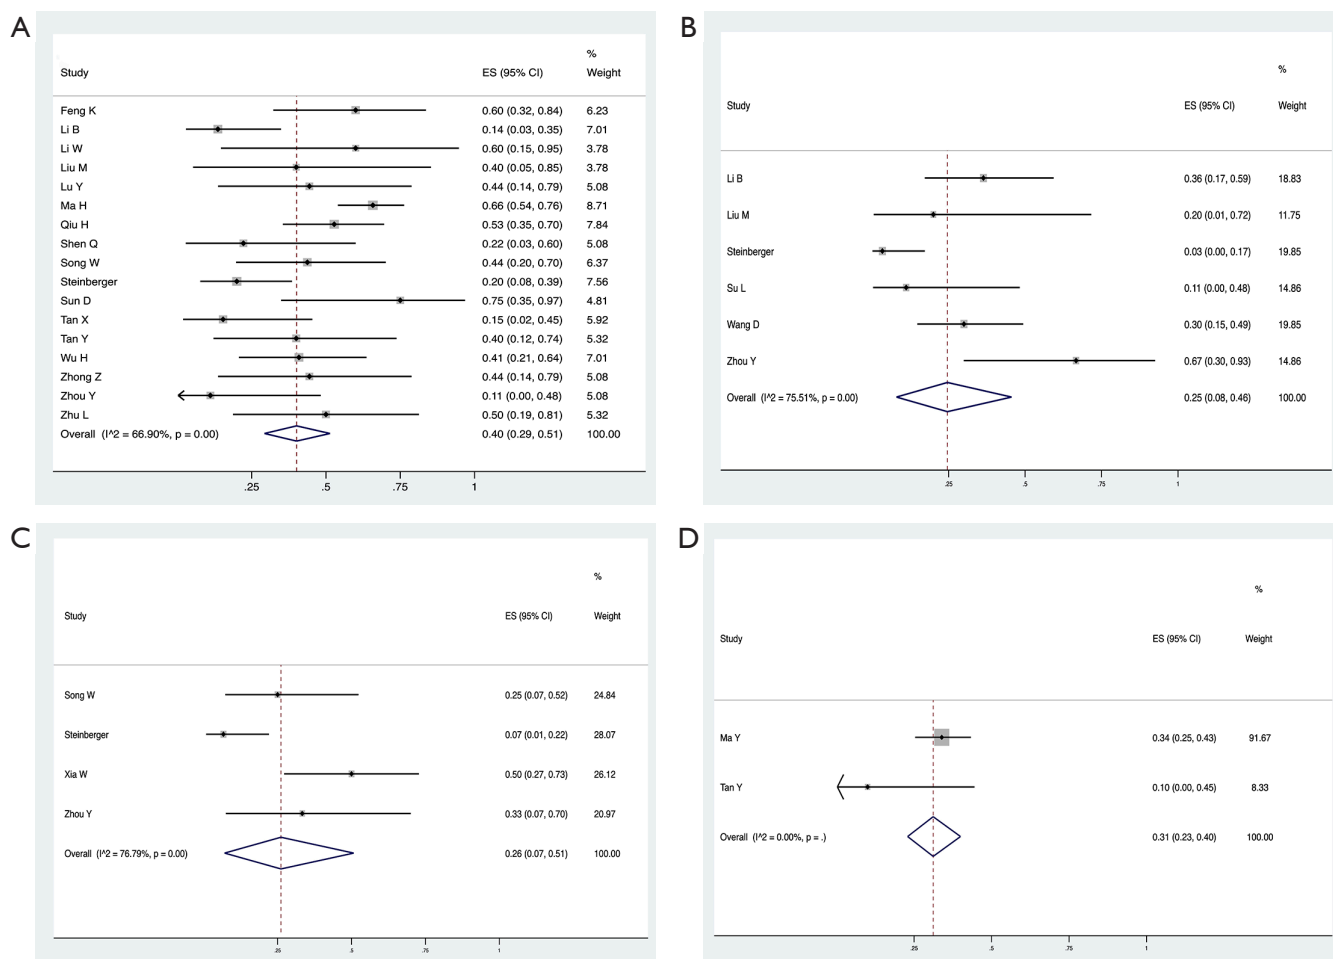 A
%
Study ES (95% CI) Weight
Feng K 0.60 (0.32, 0.84) 6.23
Li B 0.14 (0.03, 0.35) 7.01
Li W 0.60 (0.15, 0.95) 3.78
Liu M 0.40 (0.05, 0.85) 3.78
Lu Y 0.44 (0.14, 0.79) 5.08
Ma H 0.66 (0.54, 0.76) 8.71
Qiu H 0.53 (0.35, 0.70) 7.84
Shen Q 0.22 (0.03, 0.60) 5.08
Song W 0.44 (0.20, 0.70) 6.37
Steinberger 0.20 (0.08, 0.39) 7.56
Sun D 0.75 (0.35, 0.97) 4.81
Tan X 0.15 (0.02, 0.45) 5.92
Tan Y 0.40 (0.12, 0.74) 5.32
Wu H 0.41 (0.21, 0.64) 7.01
Zhong Z 0.44 (0.14, 0.79) 5.08
Zhou Y 0.11 (0.00, 0.48) 5.08
Zhu L 0.50 (0.19, 0.81) 5.32
Overall (I^2 = 66.90%, p = 0.00) 0.40 (0.29, 0.51) 100.00
.25 .5 .75 1
B
%
Study ES (95% CI) Weight
Li B 0.36 (0.17, 0.59) 18.83
Liu M 0.20 (0.01, 0.72) 11.75
Steinberger 0.03 (0.00, 0.17) 19.85
Su L 0.11 (0.00, 0.48) 14.86
Wang D 0.30 (0.15, 0.49) 19.85
Zhou Y 0.67 (0.30, 0.93) 14.86
Overall (I^2 = 75.51%, p = 0.00) 0.25 (0.08, 0.46) 100.00
.25 .5 .75 1
C
%
Study ES (95% CI) Weight
Song W 0.25 (0.07, 0.52) 24.84
Steinberger 0.07 (0.01, 0.22) 28.07
Xia W 0.50 (0.27, 0.73) 26.12
Zhou Y 0.33 (0.07, 0.70) 20.97
Overall (I^2 = 76.79%, p = 0.00) 0.26 (0.07, 0.51) 100.00
.25 .5 .75 1
D
%
Study ES (95% CI) Weight
Ma Y 0.34 (0.25, 0.43) 91.67
Tan Y 0.10 (0.00, 0.45) 8.33
Overall (I^2 = 0.00%, p = .) 0.31 (0.23, 0.40) 100.00
.25 .5 .75 1